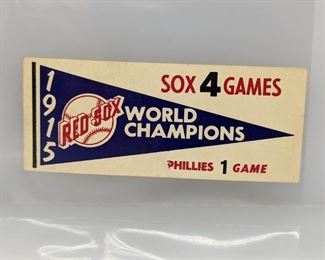 SOX 4 GAMES
1915
RED SOX
WORLD
CHAMPIONS
PHILLIES 1 GAME